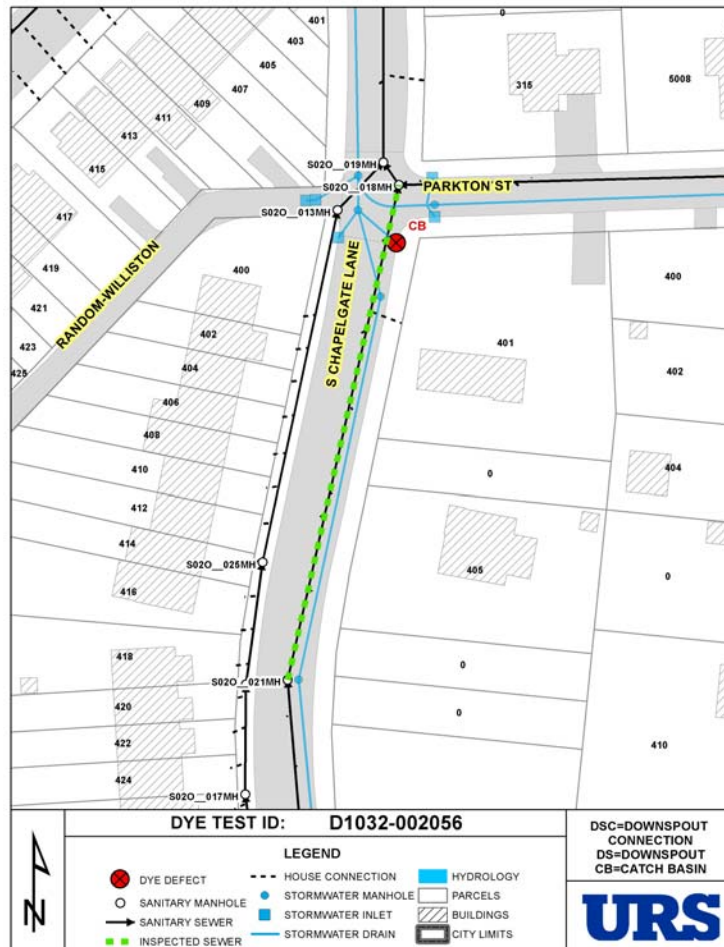 401
403
405
407
409
411
413
415
417
419
421
423
425
0
315
5008
S02O__019MH
S02O__018MH
PARKTON ST
S02O__013MH
CB
RANDOM-WILLISTON
S CHAPELGATE LANE
400
402
404
406
408
410
412
414
416
401
400
402
0
404
405
0
S02O__025MH
0
S02O__021MH
0
418
420
422
424
410
S02O__017MH
DYE TEST ID: D1032-002056
LEGEND
DYE DEFECT
SANITARY MANHOLE
SANITARY SEWER
INSPECTED SEWER
HOUSE CONNECTION
STORMWATER MANHOLE
STORMWATER INLET
STORMWATER DRAIN
HYDROLOGY
PARCELS
BUILDINGS
CITY LIMITS
N
DSC=DOWNSPOUT
CONNECTION
DS=DOWNSPOUT
CB=CATCH BASIN
URS